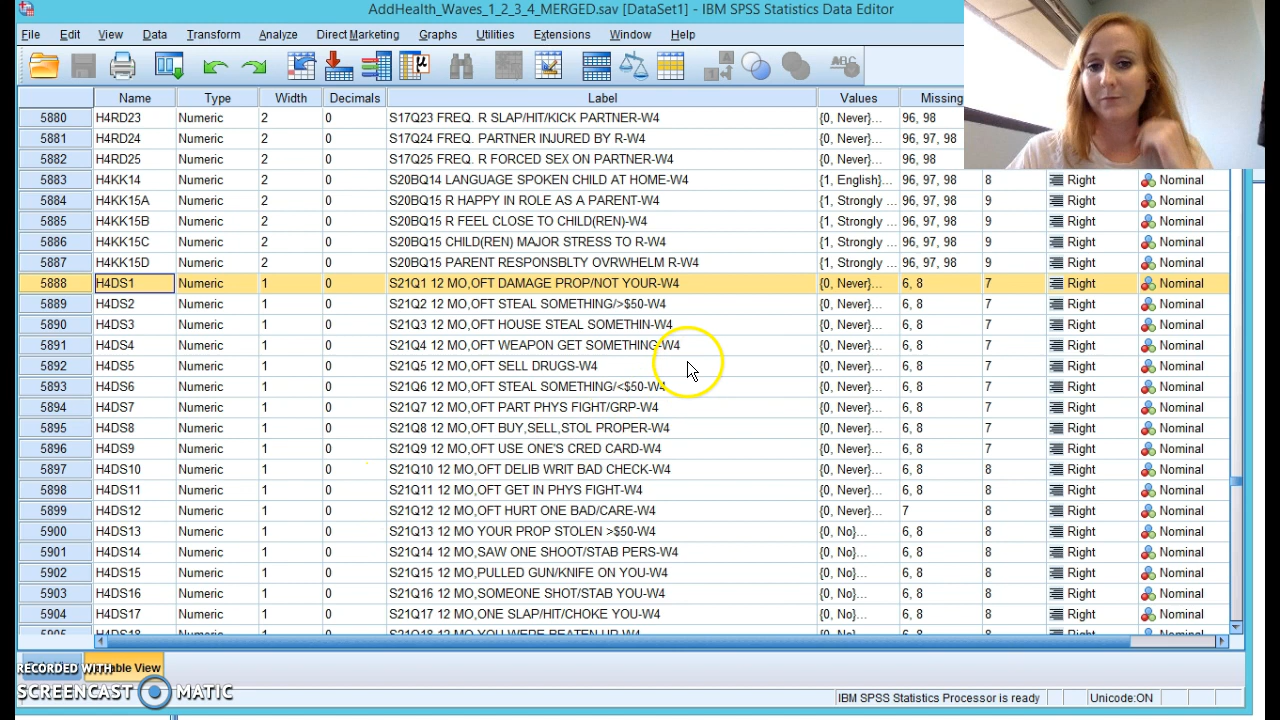 AddHealth_Waves_1_2_3_4_MERGED.sav [DataSet1] - IBM SPSS Statistics Data Editor
File Edit View Data Transform Analyze Direct Marketing Graphs Utilities Extensions Window Help
Name Type Width Decimals Label Values Missing
5880 H4RD23 Numeric 2 0 S17Q23 FREQ. R SLAP/HIT/KICK PARTNER-W4 {0, Never}... 96, 98
5881 H4RD24 Numeric 2 0 S17Q24 FREQ. PARTNER INJURED BY R-W4 {0, Never}... 96, 97, 98
5882 H4RD25 Numeric 2 0 S17Q25 FREQ. R FORCED SEX ON PARTNER-W4 {0, Never}... 96, 98
5883 H4KK14 Numeric 2 0 S20BQ14 LANGUAGE SPOKEN CHILD AT HOME-W4 {1, English}... 96, 97, 98 8 Right Nominal
5884 H4KK15A Numeric 2 0 S20BQ15 R HAPPY IN ROLE AS A PARENT-W4 {1, Strongly ... 96, 97, 98 9 Right Nominal
5885 H4KK15B Numeric 2 0 S20BQ15 R FEEL CLOSE TO CHILD(REN)-W4 {1, Strongly ... 96, 97, 98 9 Right Nominal
5886 H4KK15C Numeric 2 0 S20BQ15 CHILD(REN) MAJOR STRESS TO R-W4 {1, Strongly ... 96, 97, 98 9 Right Nominal
5887 H4KK15D Numeric 2 0 S20BQ15 PARENT RESPONSBLTY OVRWHELM R-W4 {1, Strongly ... 96, 97, 98 9 Right Nominal
5888 H4DS1 Numeric 1 0 S21Q1 12 MO,OFT DAMAGE PROP/NOT YOUR-W4 {0, Never}... 6, 8 7 Right Nominal
5889 H4DS2 Numeric 1 0 S21Q2 12 MO,OFT STEAL SOMETHING/>$50-W4 {0, Never}... 6, 8 7 Right Nominal
5890 H4DS3 Numeric 1 0 S21Q3 12 MO,OFT HOUSE STEAL SOMETHIN-W4 {0, Never}... 6, 8 7 Right Nominal
5891 H4DS4 Numeric 1 0 S21Q4 12 MO,OFT WEAPON GET SOMETHING-W4 {0, Never}... 6, 8 7 Right Nominal
5892 H4DS5 Numeric 1 0 S21Q5 12 MO,OFT SELL DRUGS-W4 {0, Never}... 6, 8 7 Right Nominal
5893 H4DS6 Numeric 1 0 S21Q6 12 MO,OFT STEAL SOMETHING/<$50-W4 {0, Never}... 6, 8 7 Right Nominal
5894 H4DS7 Numeric 1 0 S21Q7 12 MO,OFT PART PHYS FIGHT/GRP-W4 {0, Never}... 6, 8 7 Right Nominal
5895 H4DS8 Numeric 1 0 S21Q8 12 MO,OFT BUY,SELL,STOL PROPER-W4 {0, Never}... 6, 8 7 Right Nominal
5896 H4DS9 Numeric 1 0 S21Q9 12 MO,OFT USE ONE'S CRED CARD-W4 {0, Never}... 6, 8 7 Right Nominal
5897 H4DS10 Numeric 1 0 S21Q10 12 MO,OFT DELIB WRIT BAD CHECK-W4 {0, Never}... 6, 8 8 Right Nominal
5898 H4DS11 Numeric 1 0 S21Q11 12 MO,OFT GET IN PHYS FIGHT-W4 {0, Never}... 6, 8 8 Right Nominal
5899 H4DS12 Numeric 1 0 S21Q12 12 MO,OFT HURT ONE BAD/CARE-W4 {0, Never}... 7 8 Right Nominal
5900 H4DS13 Numeric 1 0 S21Q13 12 MO YOUR PROP STOLEN >$50-W4 {0, No}... 6, 8 8 Right Nominal
5901 H4DS14 Numeric 1 0 S21Q14 12 MO,SAW ONE SHOOT/STAB PERS-W4 {0, No}... 6, 8 8 Right Nominal
5902 H4DS15 Numeric 1 0 S21Q15 12 MO,PULLED GUN/KNIFE ON YOU-W4 {0, No}... 6, 8 8 Right Nominal
5903 H4DS16 Numeric 1 0 S21Q16 12 MO,SOMEONE SHOT/STAB YOU-W4 {0, No}... 6, 8 8 Right Nominal
5904 H4DS17 Numeric 1 0 S21Q17 12 MO,ONE SLAP/HIT/CHOKE YOU-W4 {0, No}... 6, 8 8 Right Nominal
5905 H4DS18 Numeric 1 0 S21Q18 12 MO,YOU WERE BEATEN UP-W4 {0, No}... 6, 8 8 Right Nominal
RECORDED WITH
View
SCREENCAST MATIC
IBM SPSS Statistics Processor is ready Unicode:ON